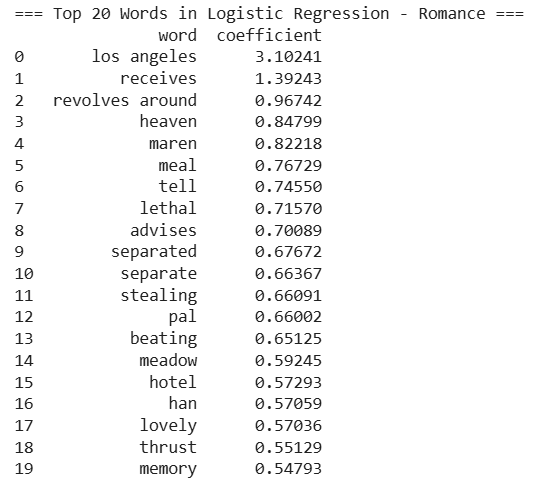 === Top 20 Words in Logistic Regression - Romance ===
word coefficient
0 los angeles 3.10241
1 receives 1.39243
2 revolves around 0.96742
3 heaven 0.84799
4 maren 0.82218
5 meal 0.76729
6 tell 0.74550
7 lethal 0.71570
8 advises 0.70089
9 separated 0.67672
10 separate 0.66367
11 stealing 0.66091
12 pal 0.66002
13 beating 0.65125
14 meadow 0.59245
15 hotel 0.57293
16 han 0.57059
17 lovely 0.57036
18 thrust 0.55129
19 memory 0.54793